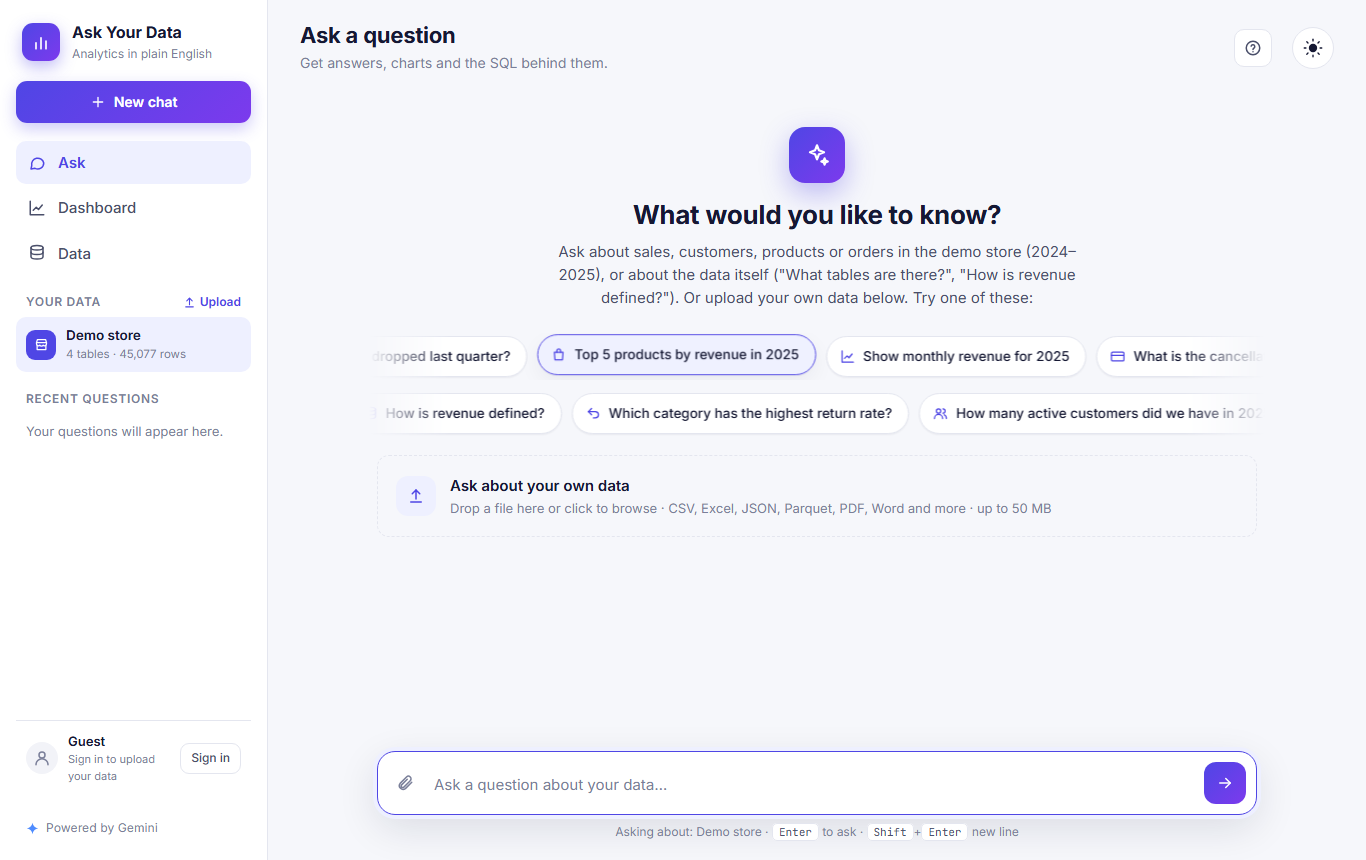 Ask Your Data
Analytics in plain English
New chat
Ask
Dashboard
Data
YOUR DATA
Upload
Demo store
4 tables · 45,077 rows
RECENT QUESTIONS
Your questions will appear here.
Guest
Sign in to upload
your data
Sign in
Powered by Gemini
Ask a question
Get answers, charts and the SQL behind them.
What would you like to know?
Ask about sales, customers, products or orders in the demo store (2024–
2025), or about the data itself ("What tables are there?", "How is revenue
defined?"). Or upload your own data below. Try one of these:
dropped last quarter? Top 5 products by revenue in 2025 Show monthly revenue for 2025 What is the
How is revenue defined? Which category has the highest return rate? How many active customers did we have in
Ask about your own data
Drop a file here or click to browse · CSV, Excel, JSON, Parquet, PDF, Word and more · up to 50 MB
Ask a question about your data...
Asking about: Demo store · Enter to ask · Shift + Enter new line